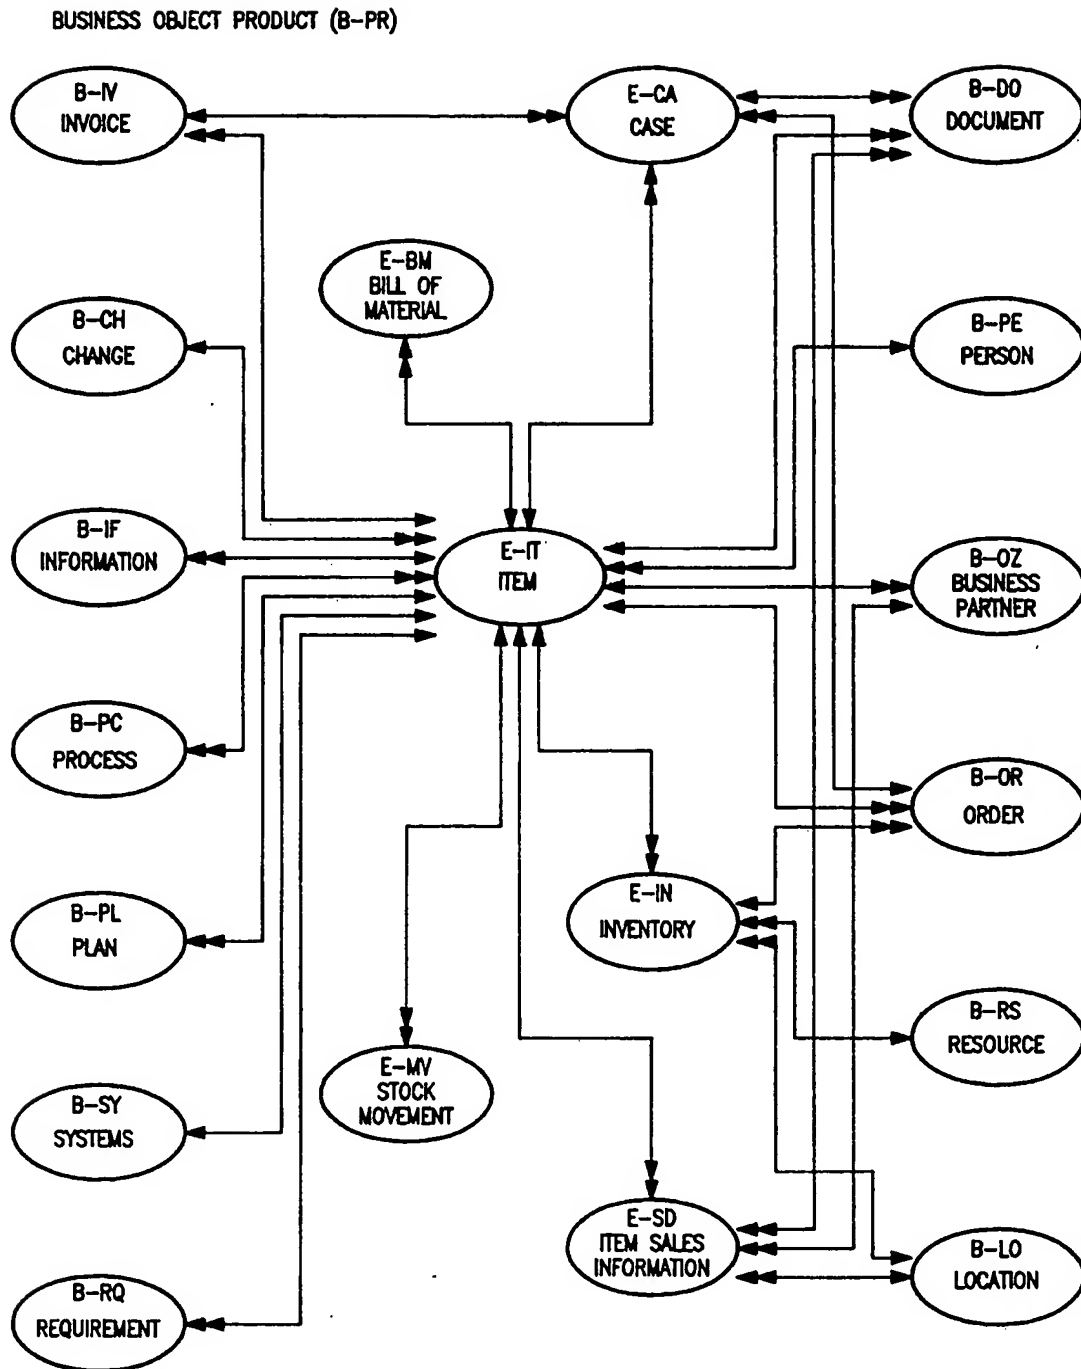 BUSINESS OBJECT PRODUCT (B-PR)
B-IV
INVOICE
E-CA
CASE
B-DO
DOCUMENT
E-BM
BILL OF
MATERIAL
B-CH
CHANGE
B-PE
PERSON
B-IF
INFORMATION
E-IT
ITEM
B-OZ
BUSINESS
PARTNER
B-PC
PROCESS
B-OR
ORDER
B-PL
PLAN
E-IN
INVENTORY
B-RS
RESOURCE
E-MV
STOCK
MOVEMENT
B-SY
SYSTEMS
E-SD
ITEM SALES
INFORMATION
B-LO
LOCATION
B-RQ
REQUIREMENT